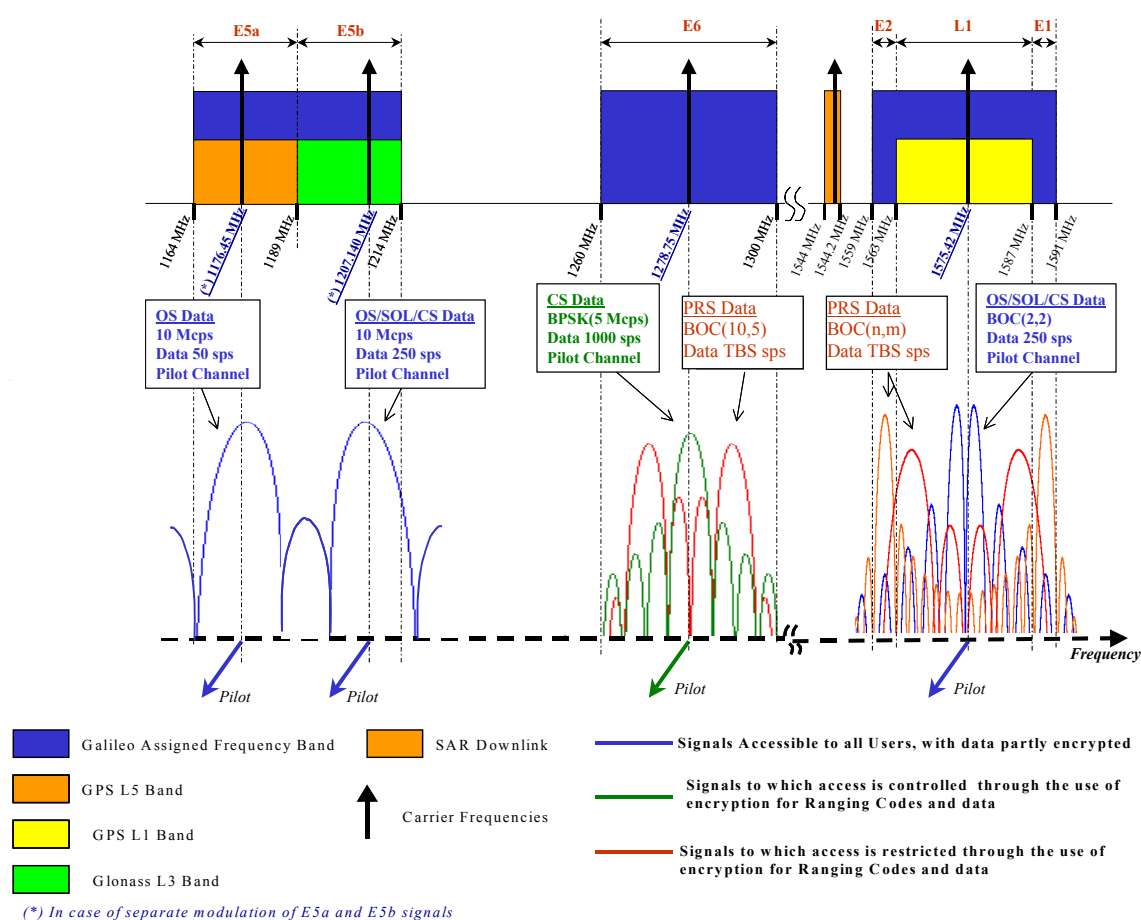 E5a
E5b
E6
E2
L1
E1
1164 MHz
(*) 1176.45 MHz
1189 MHz
(*) 1207.140 MHz
1214 MHz
1260 MHz
1278.75 MHz
1300 MHz
1544 MHz
1544.2 MHz
1559 MHz
1563 MHz
1575.42 MHz
1587 MHz
1591 MHz
OS Data
10 Mcps
Data 50 sps
Pilot Channel
OS/SOL/CS Data
10 Mcps
Data 250 sps
Pilot Channel
CS Data
BPSK(5 Mcps)
Data 1000 sps
Pilot Channel
PRS Data
BOC(10,5)
Data TBS sps
PRS Data
BOC(n,m)
Data TBS sps
OS/SOL/CS Data
BOC(2,2)
Data 250 sps
Pilot Channel
Frequency
Pilot
Pilot
Pilot
Pilot
Galileo Assigned Frequency Band
GPS L5 Band
GPS L1 Band
Glonass L3 Band
SAR Downlink
Carrier Frequencies
Signals Accessible to all Users, with data partly encrypted
Signals to which access is controlled through the use of
encryption for Ranging Codes and data
Signals to which access is restricted through the use of
encryption for Ranging Codes and data
(*) In case of separate modulation of E5a and E5b signals